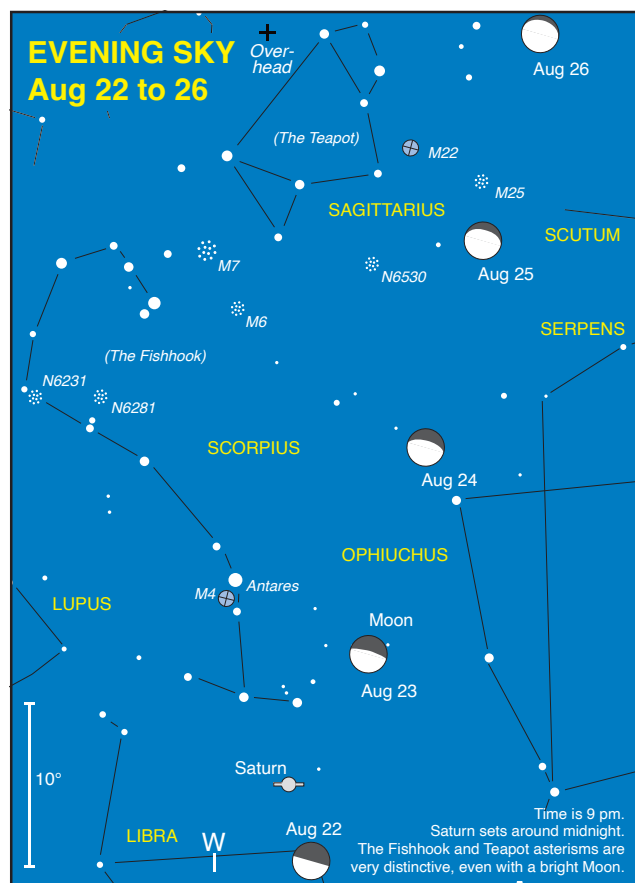 EVENING SKY
Aug 22 to 26
Over-
head
Aug 26
(The Teapot)
M22
M25
SAGITTARIUS
SCUTUM
M7
N6530
Aug 25
M6
SERPENS
(The Fishhook)
N6231
N6281
SCORPIUS
Aug 24
OPHIUCHUS
M4
Antares
LUPUS
Moon
Aug 23
Saturn
10°
LIBRA
W
Aug 22
Time is 9 pm.
Saturn sets around midnight.
The Fishhook and Teapot asterisms are
very distinctive, even with a bright Moon.